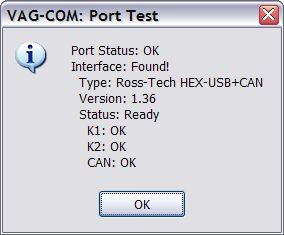 VAG-COM: Port Test
Port Status: OK
Interface: Found!
Type: Ross-Tech HEX-USB+CAN
Version: 1.36
Status: Ready
K1: OK
K2: OK
CAN: OK
OK